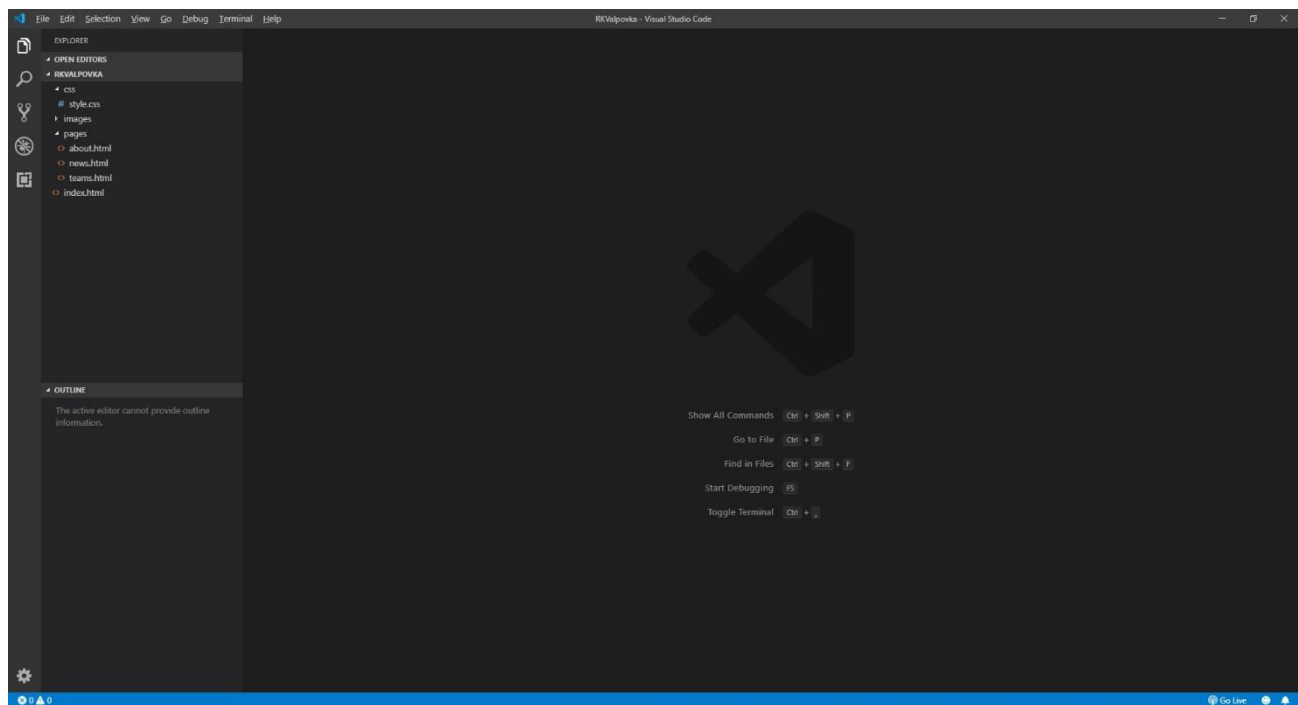 File Edit Selection View Go Debug Terminal Help
RKValpovka - Visual Studio Code
EXPLORER
OPEN EDITORS
RKVALPOVKA
css
# style.css
images
pages
<> about.html
<> news.html
<> teams.html
<> index.html
OUTLINE
The active editor cannot provide outline
information.
Show All Commands Ctrl + Shift + P
Go to File Ctrl + P
Find in Files Ctrl + Shift + F
Start Debugging F5
Toggle Terminal Ctrl + ¸
0 0
Go Live